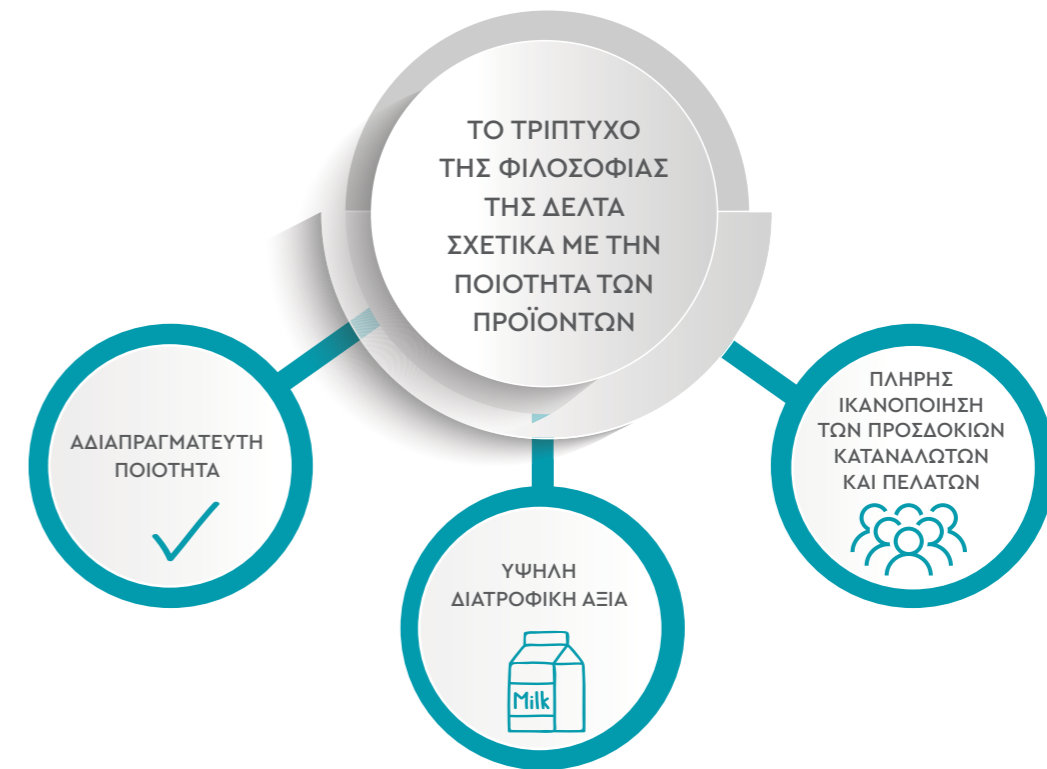 ΤΟ ΤΡΙΠΤΥΧΟ
ΤΗΣ ΦΙΛΟΣΟΦΙΑΣ
ΤΗΣ ΔΕΛΤΑ
ΣΧΕΤΙΚΑ ΜΕ ΤΗΝ
ΠΟΙΟΤΗΤΑ ΤΩΝ
ΠΡΟΪΟΝΤΩΝ
ΑΔΙΑΠΡΑΓΜΑΤΕΥΤΗ
ΠΟΙΟΤΗΤΑ
ΥΨΗΛΗ
ΔΙΑΤΡΟΦΙΚΗ ΑΞΙΑ
Milk
ΠΛΗΡΗΣ
ΙΚΑΝΟΠΟΙΗΣΗ
ΤΩΝ ΠΡΟΣΔΟΚΙΩΝ
ΚΑΤΑΝΑΛΩΤΩΝ
ΚΑΙ ΠΕΛΑΤΩΝ